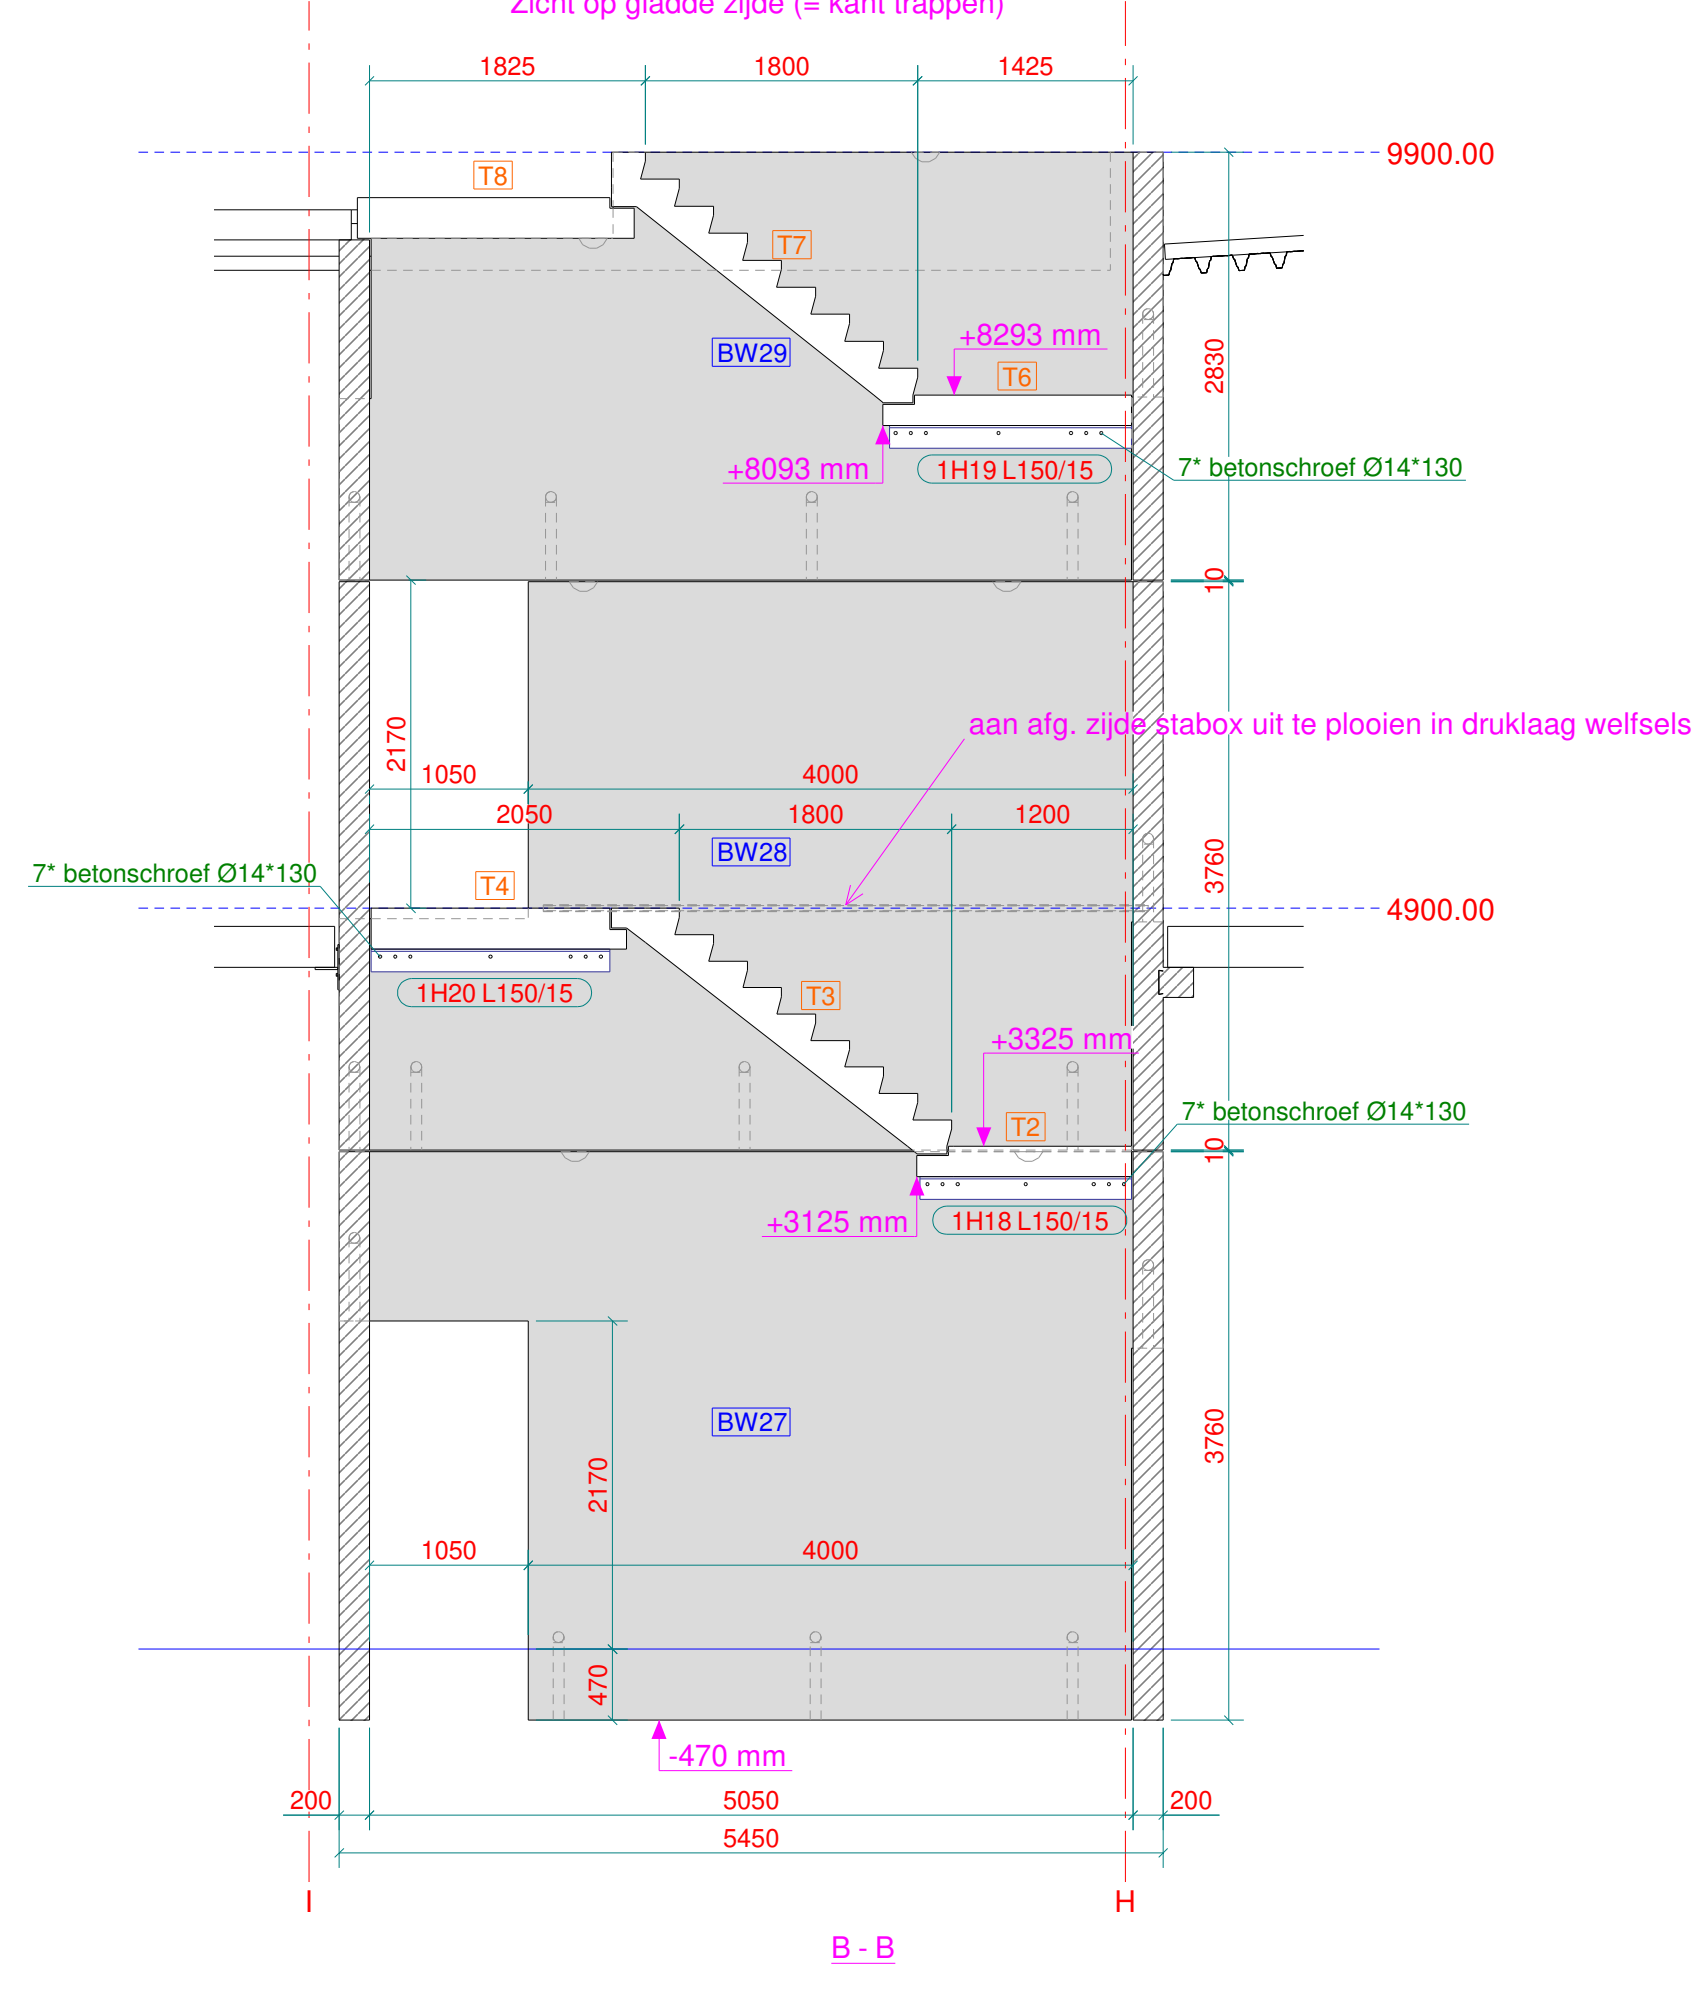 Zicht op gladde zijde (= kant trappen)
1825
1800
1425
9900.00
T8
T7
BW29
+8293 mm
T6
2830
+8093 mm
1H19 L150/15
7* betonschroef Ø14*130
10
2170
aan afg. zijde stabox uit te plooien in druklaag welfsels
1050
4000
2050
1800
1200
BW28
3760
7* betonschroef Ø14*130
T4
4900.00
1H20 L150/15
T3
+3325 mm
7* betonschroef Ø14*130
T2
10
+3125 mm
1H18 L150/15
BW27
3760
2170
1050
4000
470
-470 mm
200
5050
200
5450
I
H
B - B